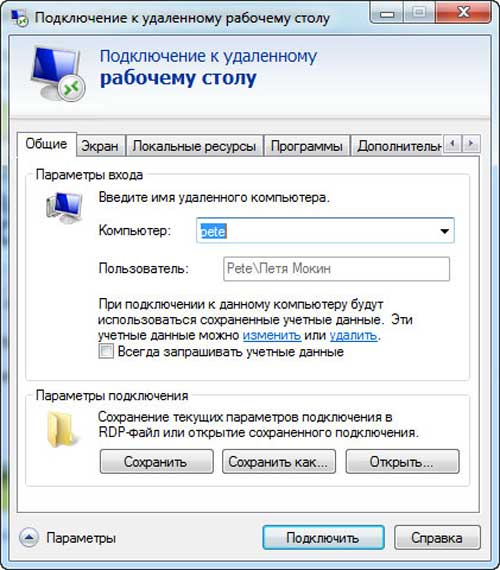 Подключение к удаленному рабочему столу
Подключение к удаленному
рабочему столу
Общие Экран Локальные ресурсы Программы Дополнительн
Параметры входа
Введите имя удаленного компьютера.
Компьютер: pete
Пользователь: Pete\Петя Мокин
При подключении к данному компьютеру будут
использоваться сохраненные учетные данные. Эти
учетные данные можно изменить или удалить.
Всегда запрашивать учетные данные
Параметры подключения
Сохранение текущих параметров подключения в
RDP-файл или открытие сохраненного подключения.
Сохранить Сохранить как... Открыть...
Параметры Подключить Справка